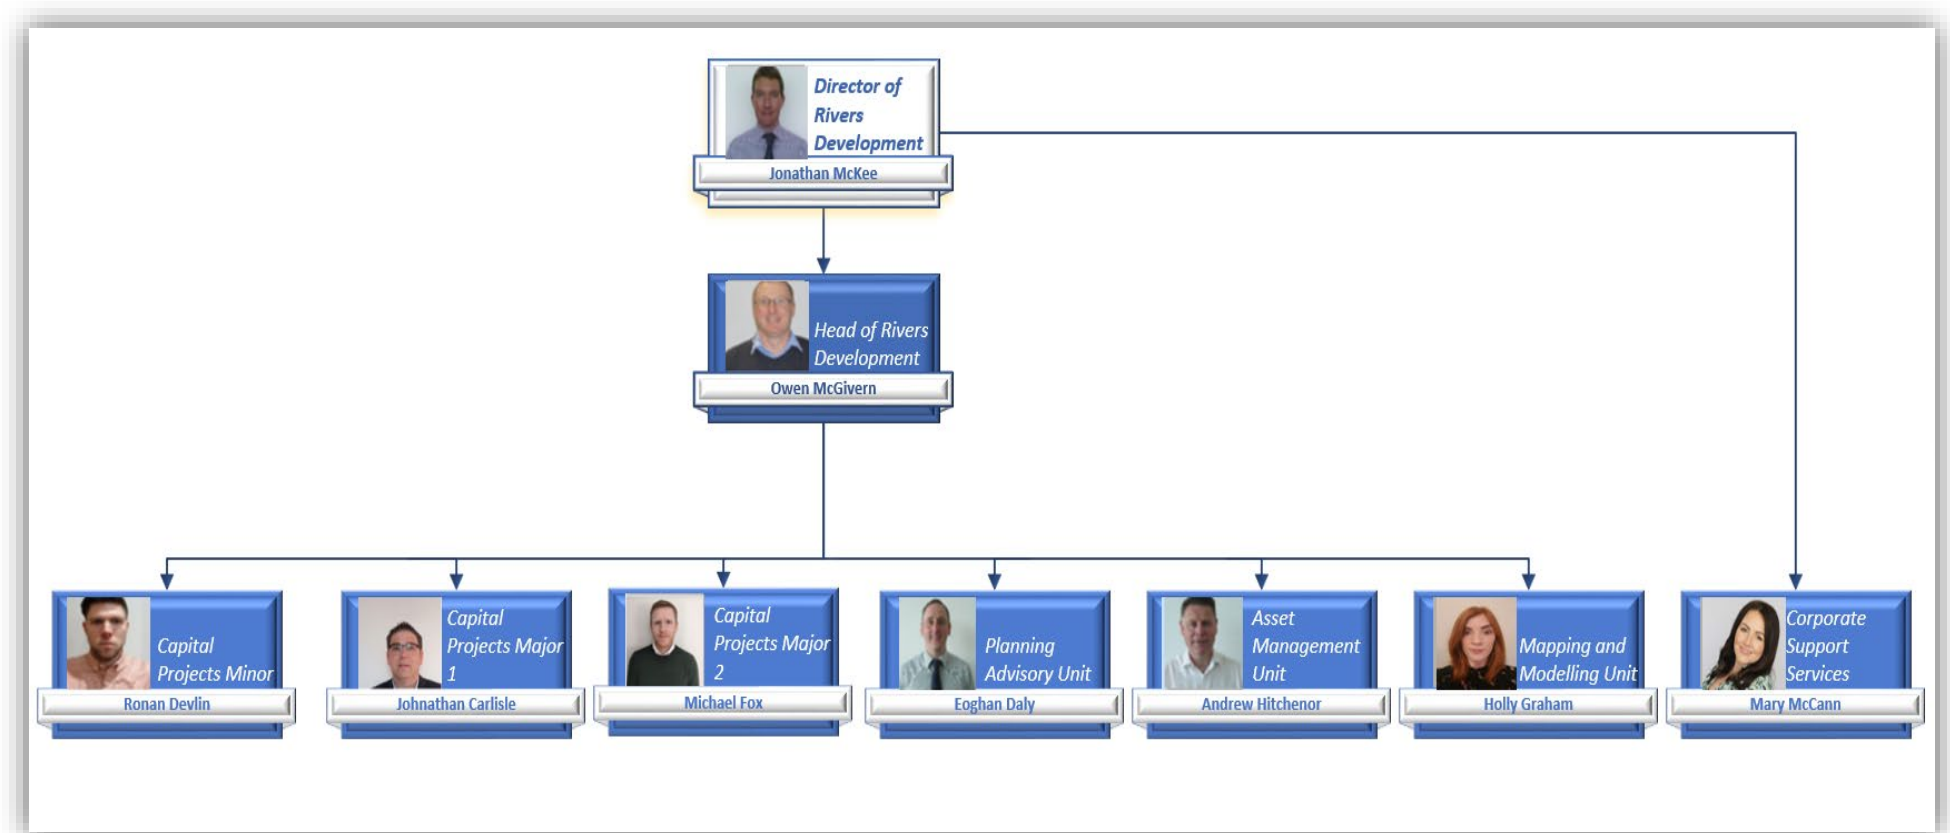 Director of
Rivers
Development
Jonathan McKee
Head of Rivers
Development
Owen McGivern
Capital
Projects Minor
Ronan Devlin
Capital
Projects Major
1
Johnathan Carlisle
Capital
Projects Major
2
Michael Fox
Planning
Advisory Unit
Eoghan Daly
Asset
Management
Unit
Andrew Hitchenor
Mapping and
Modelling Unit
Holly Graham
Corporate
Support
Services
Mary McCann